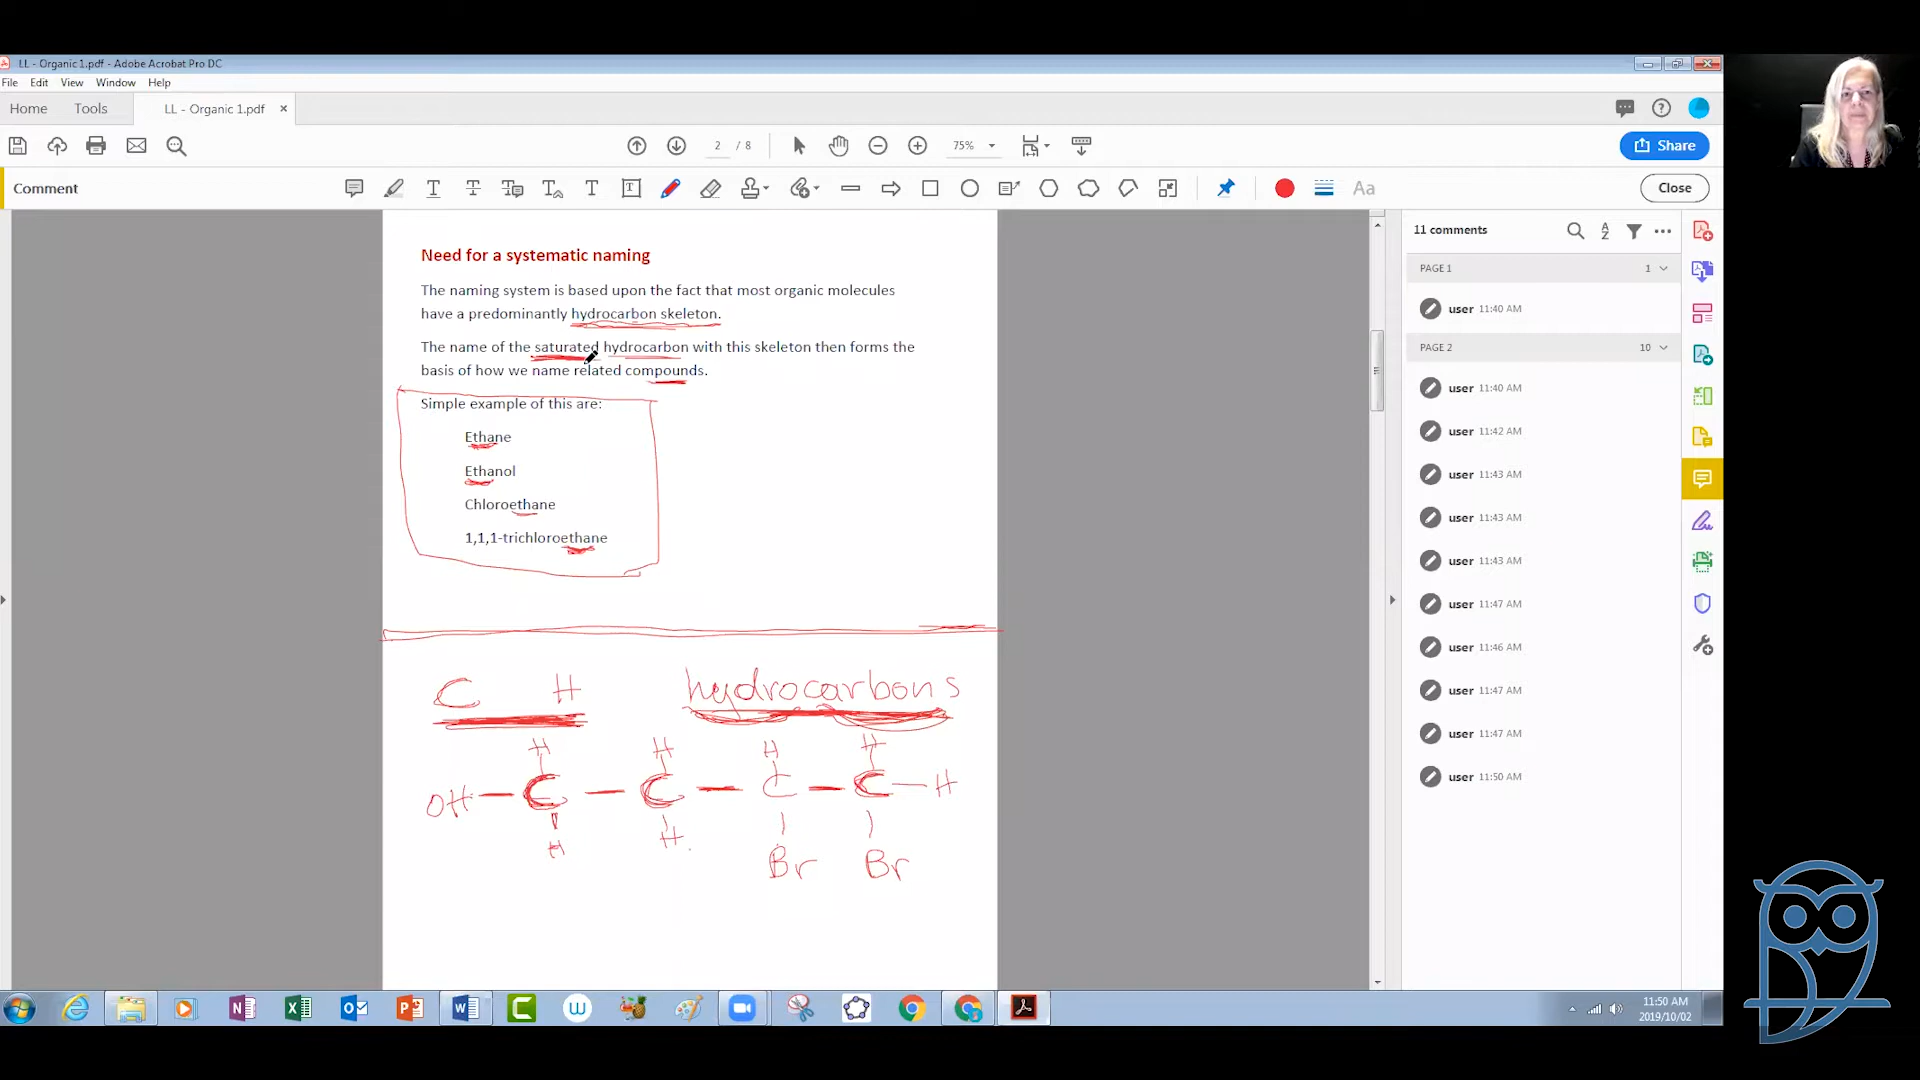 LL - Organic 1.pdf - Adobe Acrobat Pro DC
File Edit View Window Help
Home Tools LL - Organic 1.pdf ×
2 / 8 75% Share
Comment Aa Close
11 comments
PAGE 1 1
user 11:40 AM
PAGE 2 10
user 11:40 AM
user 11:42 AM
user 11:43 AM
user 11:43 AM
user 11:43 AM
user 11:47 AM
user 11:46 AM
user 11:47 AM
user 11:47 AM
user 11:50 AM
Need for a systematic naming
The naming system is based upon the fact that most organic molecules
have a predominantly hydrocarbon skeleton.
The name of the saturated hydrocarbon with this skeleton then forms the
basis of how we name related compounds.
Simple example of this are:
Ethane
Ethanol
Chloroethane
1,1,1-trichloroethane
C H hydrocarbons
H H H H
OH - C - C - C - C - H
H H
Br Br
11:50 AM
2019/10/02